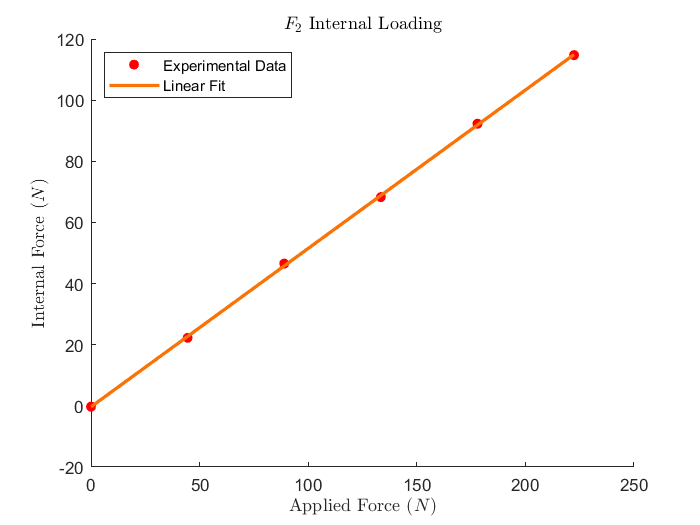 F₂ Internal Loading
120
100
80
60
40
20
0
-20
Experimental Data
Linear Fit
Internal Force (N)
0 50 100 150 200 250
Applied Force (N)